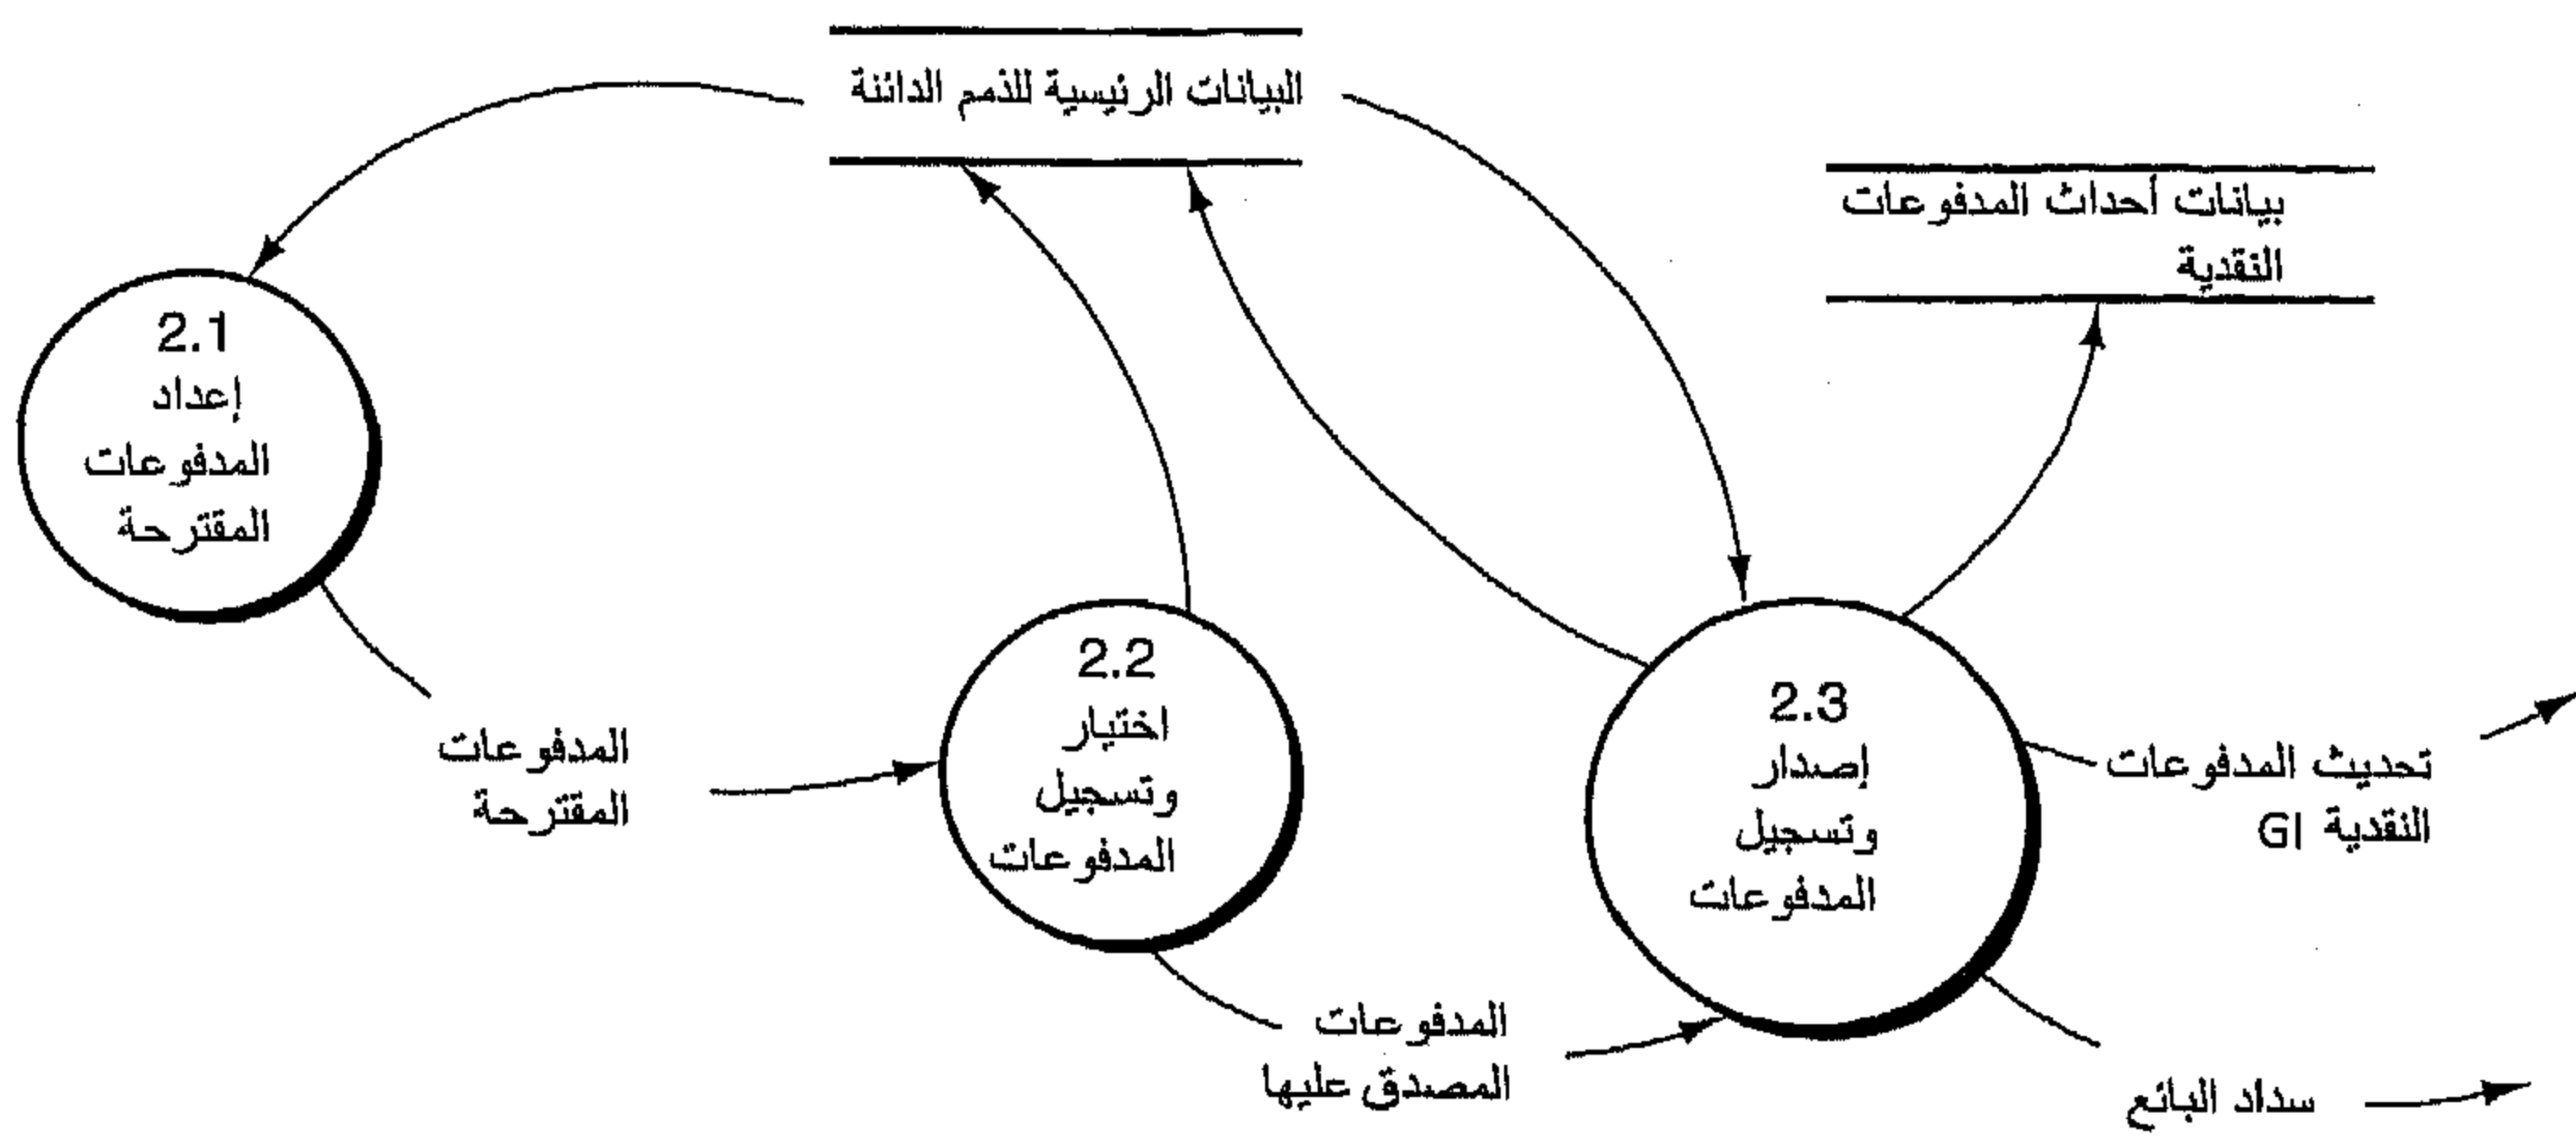 البيانات الرئيسية للذمم الدائنة
بيانات أحداث المدفوعات
النقدية
2.1
إعداد
المدفوعات
المقترحة
المدفوعات
المقترحة
2.2
اختيار
وتسجيل
المدفوعات
المدفوعات
المصدق عليها
2.3
إصدار
وتسجيل
المدفوعات
تحديث المدفوعات
النقدية Gl
سداد البائع